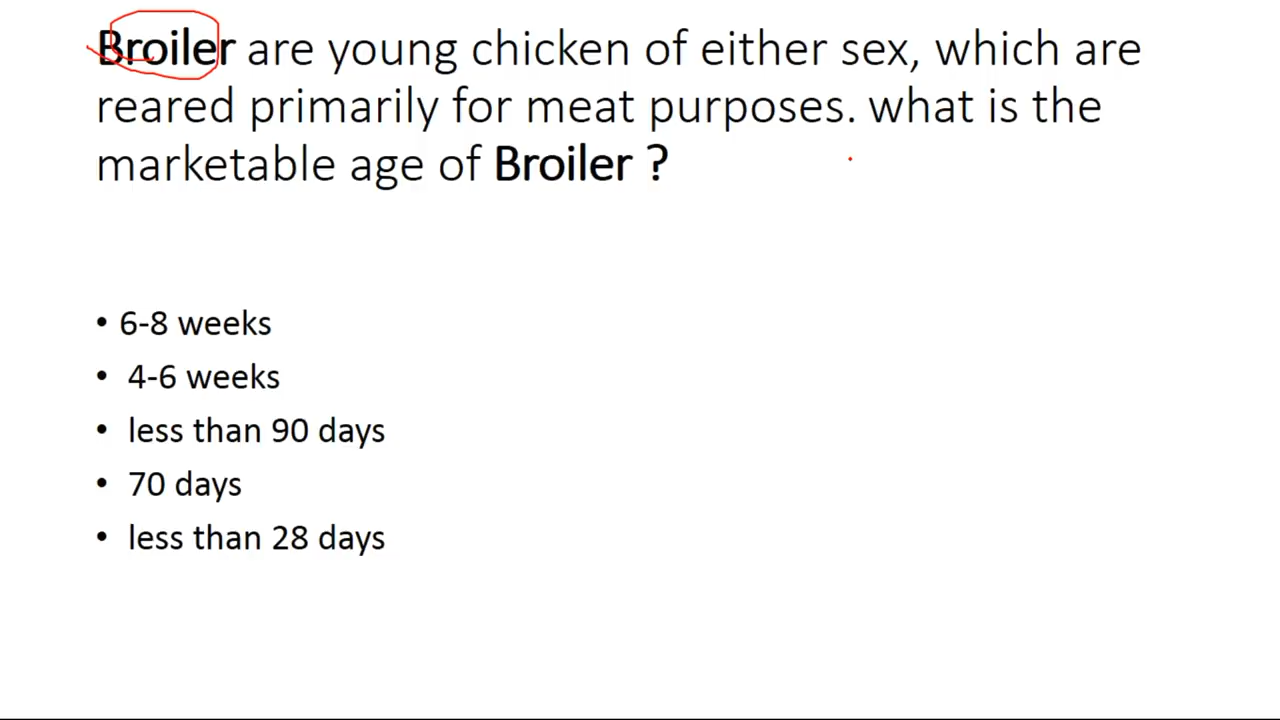 Broiler are young chicken of either sex, which are
reared primarily for meat purposes. what is the
marketable age of Broiler ?
• 6-8 weeks
• 4-6 weeks
• less than 90 days
• 70 days
• less than 28 days